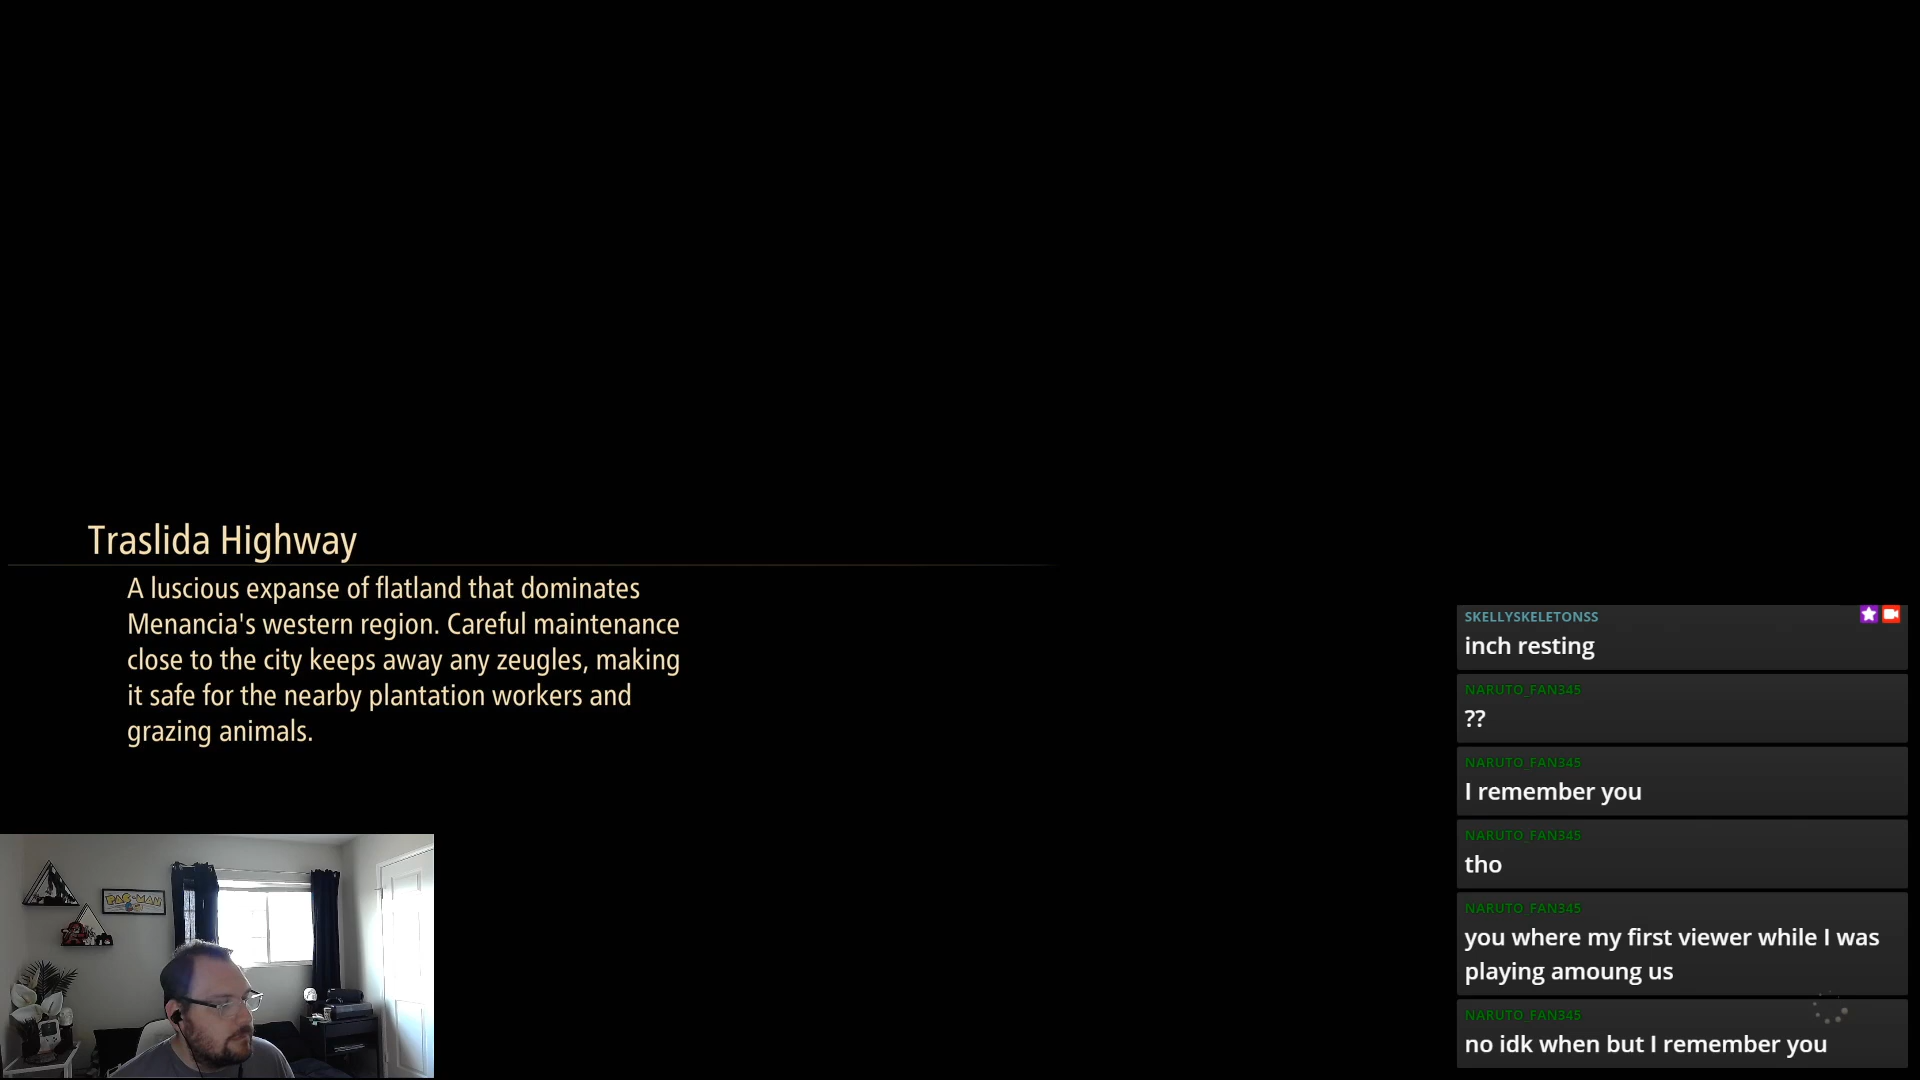 Traslida Highway
A luscious expanse of flatland that dominates
Menancia's western region. Careful maintenance
close to the city keeps away any zeugles, making
it safe for the nearby plantation workers and
grazing animals.
PAC-MAN
SKELLYSKELETONSS
inch resting
NARUTO_FAN345
??
NARUTO_FAN345
I remember you
NARUTO_FAN345
tho
NARUTO_FAN345
you where my first viewer while I was
playing amoung us
NARUTO_FAN345
no idk when but I remember you